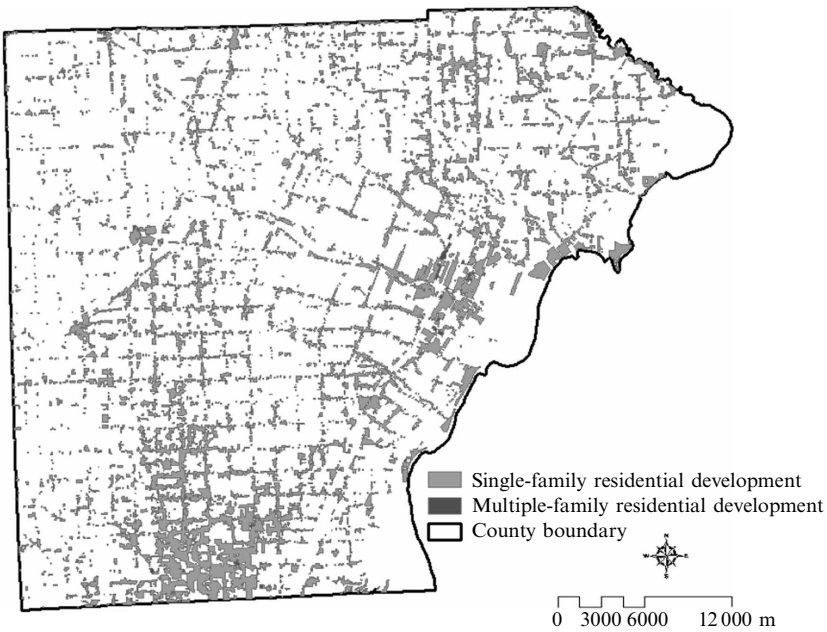 Single-family residential development
Multiple-family residential development
County boundary
N
W E
S
0 3000 6000 12 000 m